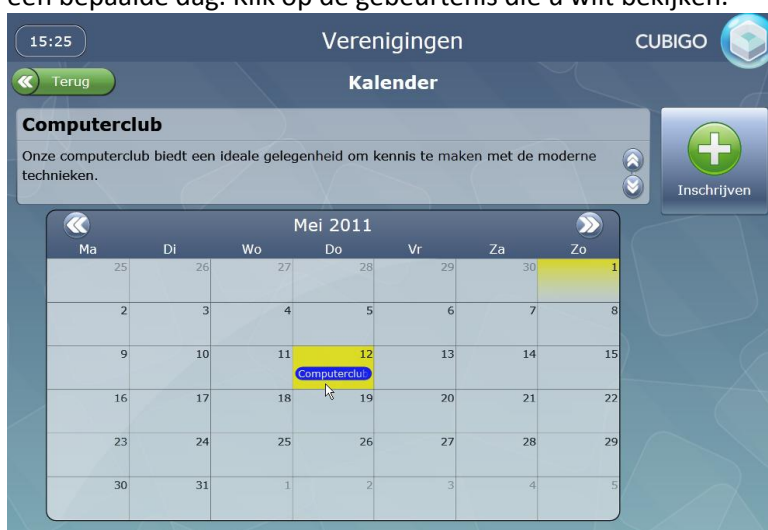 een bepaalde dag. Klik op de gebeurtenis die u wilt bekijken.
15:25 Verenigingen CUBIGO
Terug Kalender
Computerclub
Onze computerclub biedt een ideale gelegenheid om kennis te maken met de moderne
technieken.
Inschrijven
Mei 2011
Ma Di Wo Do Vr Za Zo
25 26 27 28 29 30 1
2 3 4 5 6 7 8
9 10 11 12 13 14 15
Computerclub
16 17 18 19 20 21 22
23 24 25 26 27 28 29
30 31 1 2 3 4 5